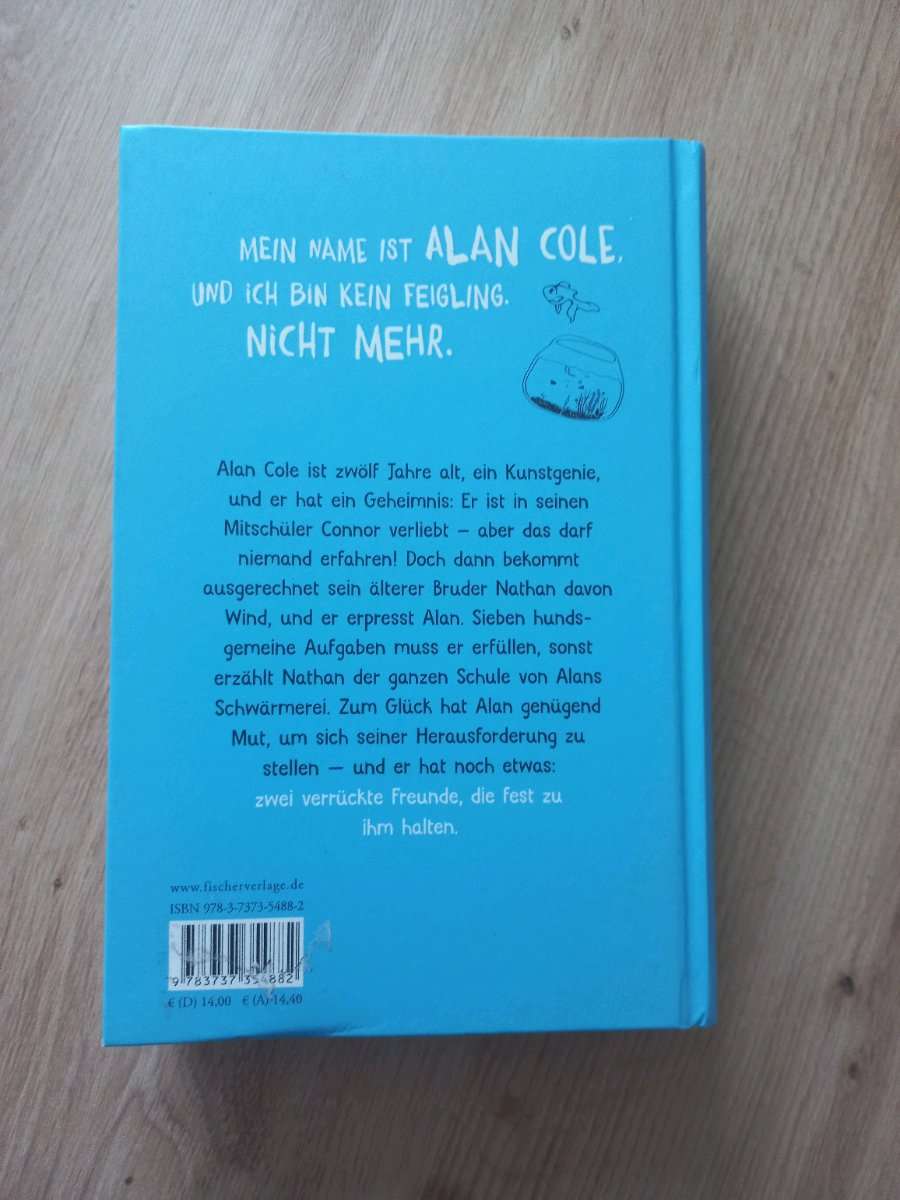 MEIN NAME IST ALAN COLE,
UND ICH BIN KEIN FEIGLING.
NICHT MEHR.
Alan Cole ist zwölf Jahre alt, ein Kunstgenie,
und er hat ein Geheimnis: Er ist in seinen
Mitschüler Connor verliebt – aber das darf
niemand erfahren! Doch dann bekommt
ausgerechnet sein älterer Bruder Nathan davon
Wind, und er erpresst Alan. Sieben hunds-
gemeine Aufgaben muss er erfüllen, sonst
erzählt Nathan der ganzen Schule von Alans
Schwärmerei. Zum Glück hat Alan genügend
Mut, um sich seiner Herausforderung zu
stellen – und er hat noch etwas:
zwei verrückte Freunde, die fest zu
ihm halten.
www.fischerverlage.de
ISBN 978-3-7373-5488-2
9 783737 354882
€ (D) 14,00 € (A) 14,40